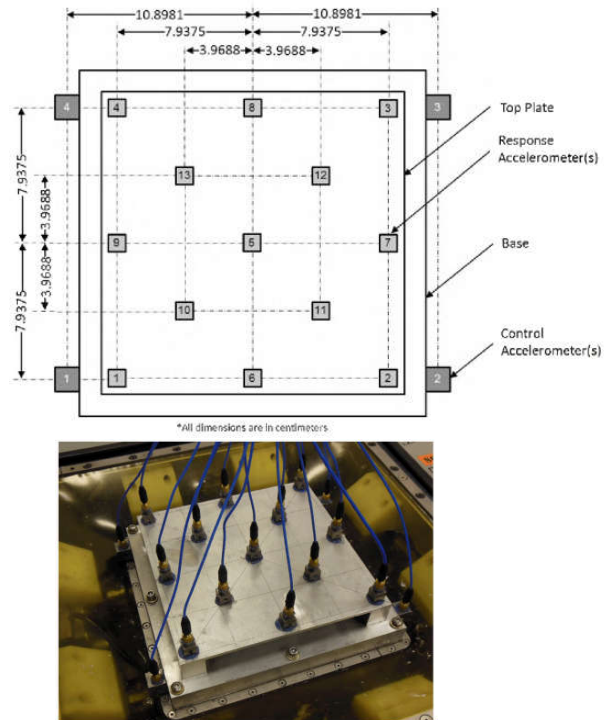 10.8981 10.8981
7.9375 7.9375
3.9688 3.9688
4 4 8 3 3
Top Plate
Response
Accelerometer(s)
13 12
7.9375
3.9688
9 5 7
Base
3.9688
7.9375
10 11
Control
Accelerometer(s)
1 1 6 2 2
*All dimensions are in centimeters